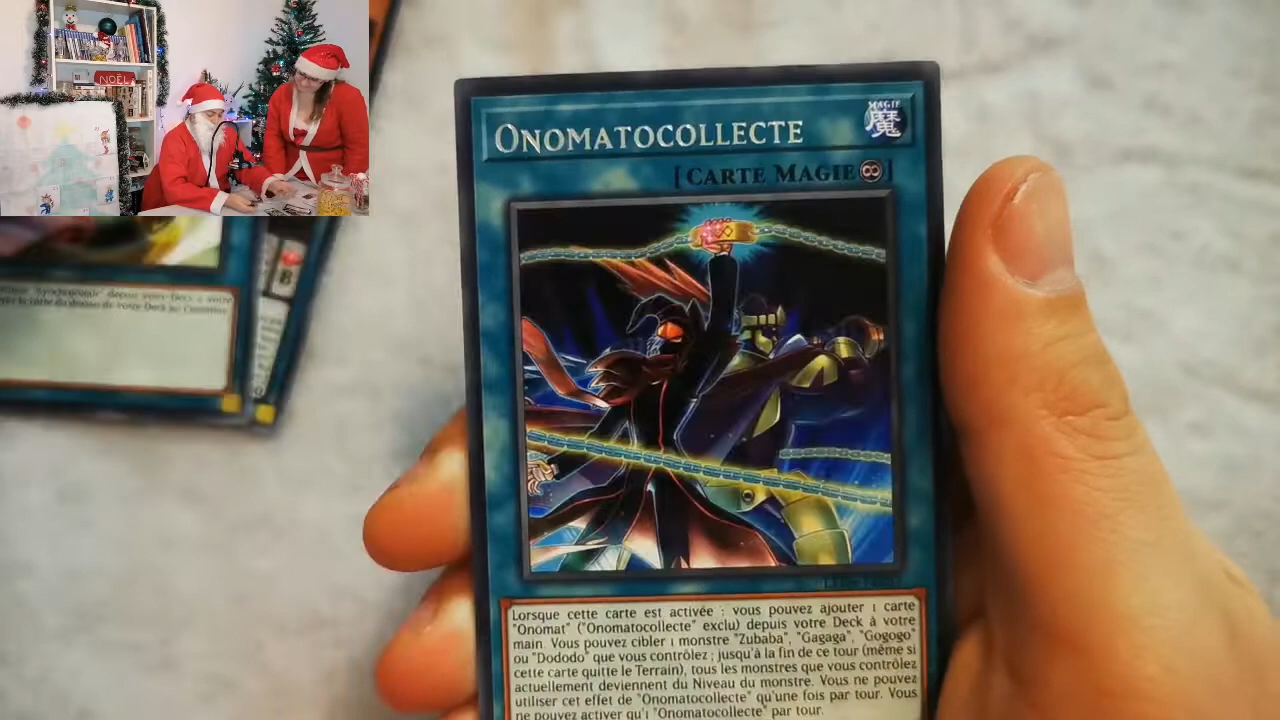 NOËL
ONOMATOCOLLECTE
MAGIE
魔
[CARTE MAGIE ]
Lorsque cette carte est activée : vous pouvez ajouter 1 carte
"Onomat" ("Onomatocollecte" exclu) depuis votre Deck à votre
main. Vous pouvez cibler 1 monstre "Zubaba", "Gagaga", "Gogogo"
ou "Dododo" que vous contrôlez ; jusqu'à la fin de ce tour (même si
cette carte quitte le Terrain), tous les monstres que vous contrôlez
actuellement deviennent du Niveau du monstre. Vous ne pouvez
utiliser cet effet de "Onomatocollecte" qu'une fois par tour. Vous
ne pouvez activer qu'1 "Onomatocollecte" par tour.